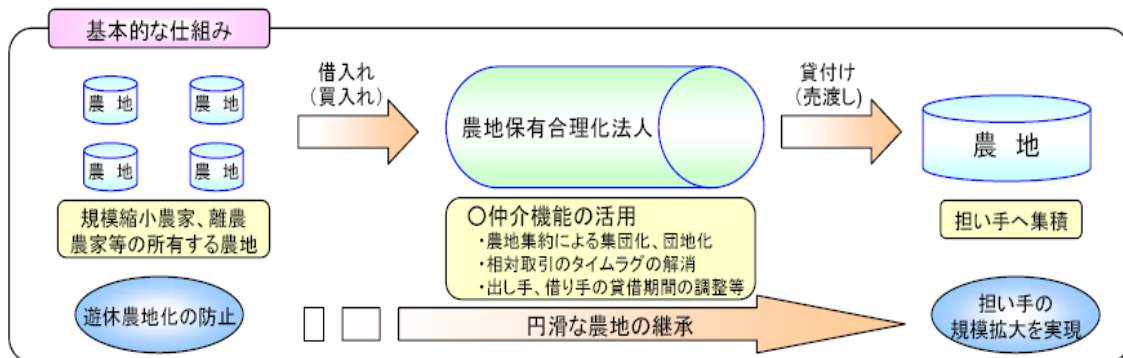 基本的な仕組み
農 地
農 地
農 地
農 地
規模縮小農家、離農
農家等の所有する農地
遊休農地化の防止
借入れ
(買入れ)
農地保有合理化法人
〇仲介機能の活用
・農地集約による集団化、団地化
・相対取引のタイムラグの解消
・出し手、借り手の貸借期間の調整等
円滑な農地の継承
貸付け
(売渡し)
農 地
担い手へ集積
担い手の
規模拡大を実現